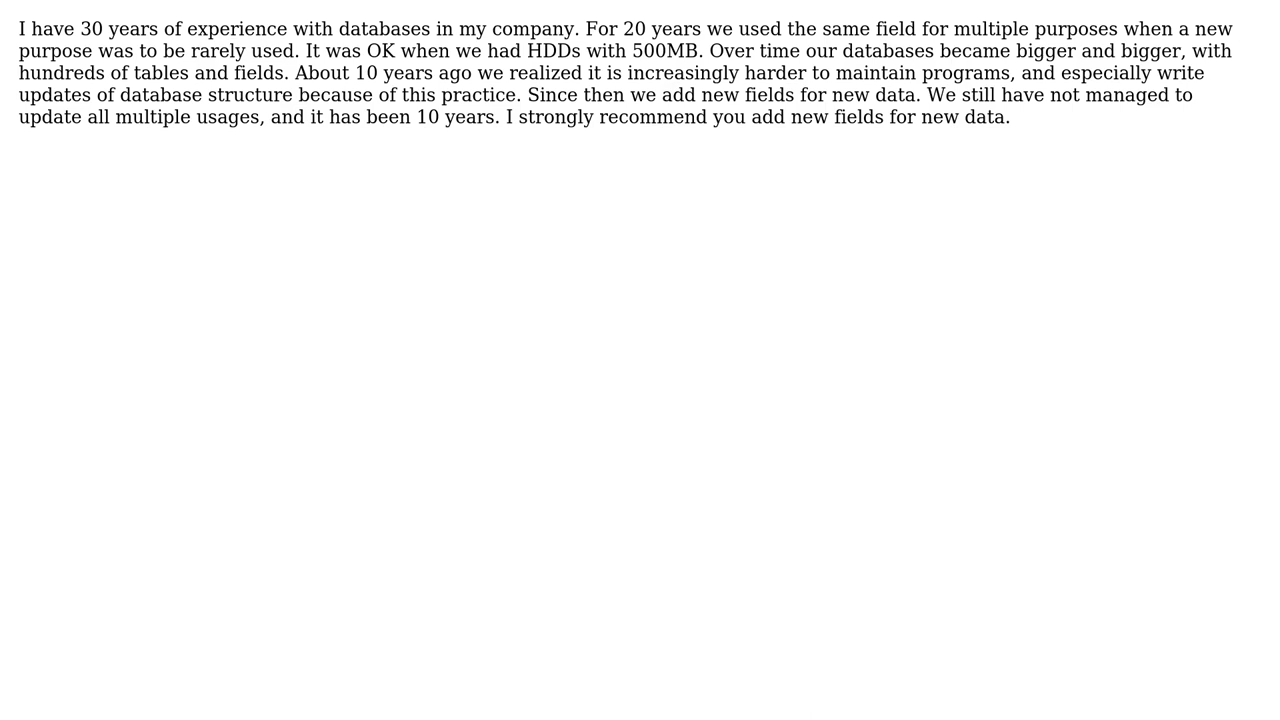 I have 30 years of experience with databases in my company. For 20 years we used the same field for multiple purposes when a new
purpose was to be rarely used. It was OK when we had HDDs with 500MB. Over time our databases became bigger and bigger, with
hundreds of tables and fields. About 10 years ago we realized it is increasingly harder to maintain programs, and especially write
updates of database structure because of this practice. Since then we add new fields for new data. We still have not managed to
update all multiple usages, and it has been 10 years. I strongly recommend you add new fields for new data.